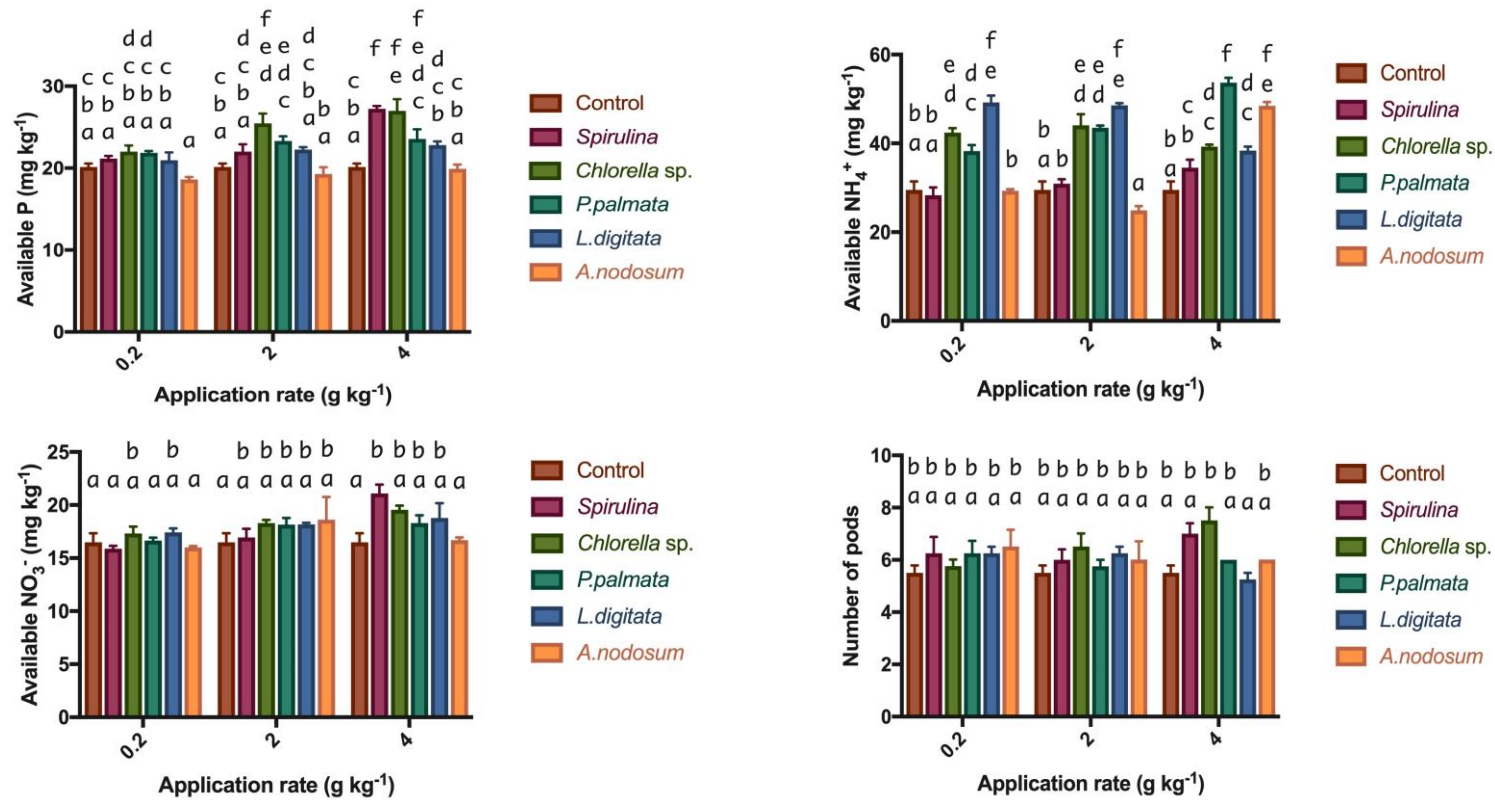 Available P (mg kg-1)
30
20
10
0
c b a
c b a
d c b a
d c b a
c b a
a
c b a
d c b a
f e d
e d c
d c b a
b a
c b a
f
f e
f e d c
d c b
c b a
0.2
2
4
Application rate (g kg-1)
Control
Spirulina
Chlorella sp.
P.palmata
L.digitata
A.nodosum
Available NH4+ (mg kg-1)
60
40
20
0
b a
b a
e d
d c
f e
b
b a
b
e d
e d
f e
a
b a
c b
d c
f
d c
f e
0.2
2
4
Application rate (g kg-1)
Control
Spirulina
Chlorella sp.
P.palmata
L.digitata
A.nodosum
Available NO3- (mg kg-1)
25
20
15
10
5
0
a
a
b a
a
b a
a
a
b a
b a
b a
b a
b a
a
b
b a
b a
b a
a
0.2
2
4
Application rate (g kg-1)
Control
Spirulina
Chlorella sp.
P.palmata
L.digitata
A.nodosum
Number of pods
10
8
6
4
2
0
b a
b a
b a
b a
b a
b a
b a
b a
b a
b a
b a
b a
b a
b a
b
b a
a
b a
0.2
2
4
Application rate (g kg-1)
Control
Spirulina
Chlorella sp.
P.palmata
L.digitata
A.nodosum